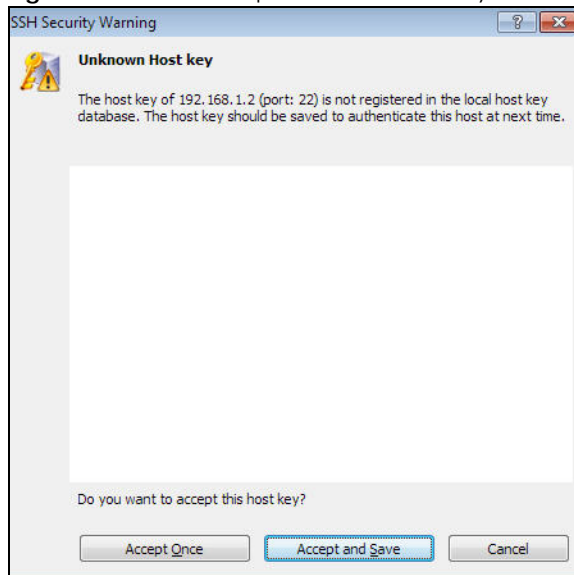 SSH Security Warning
Unknown Host key
The host key of 192.168.1.2 (port: 22) is not registered in the local host key
database. The host key should be saved to authenticate this host at next time.
Do you want to accept this host key?
Accept Once
Accept and Save
Cancel